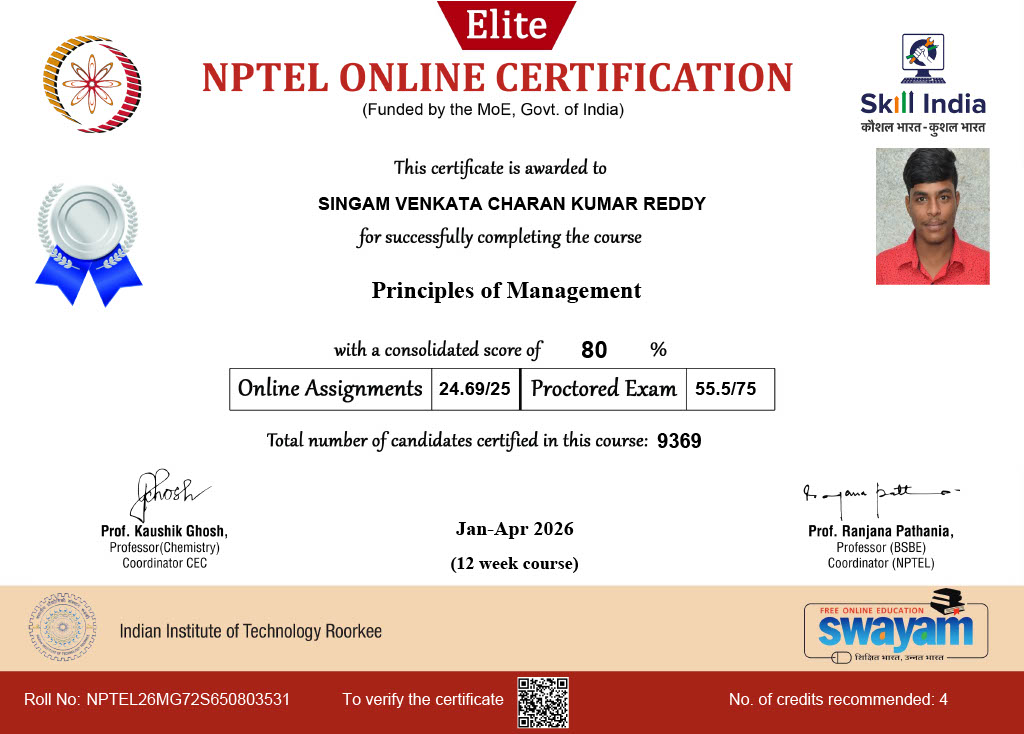 Elite
NPTEL ONLINE CERTIFICATION
(Funded by the MoE, Govt. of India)
Skill India
कौशल भारत - कुशल भारत
This certificate is awarded to
SINGAM VENKATA CHARAN KUMAR REDDY
for successfully completing the course
Principles of Management
with a consolidated score of 80 %
Online Assignments 24.69/25 Proctored Exam 55.5/75
Total number of candidates certified in this course: 9369
Prof. Kaushik Ghosh,
Professor(Chemistry)
Coordinator CEC
Jan-Apr 2026
(12 week course)
Prof. Ranjana Pathania,
Professor (BSBE)
Coordinator (NPTEL)
Indian Institute of Technology Roorkee
FREE ONLINE EDUCATION
swayam
शिक्षित भारत, उन्नत भारत
Roll No: NPTEL26MG72S650803531
To verify the certificate
No. of credits recommended: 4